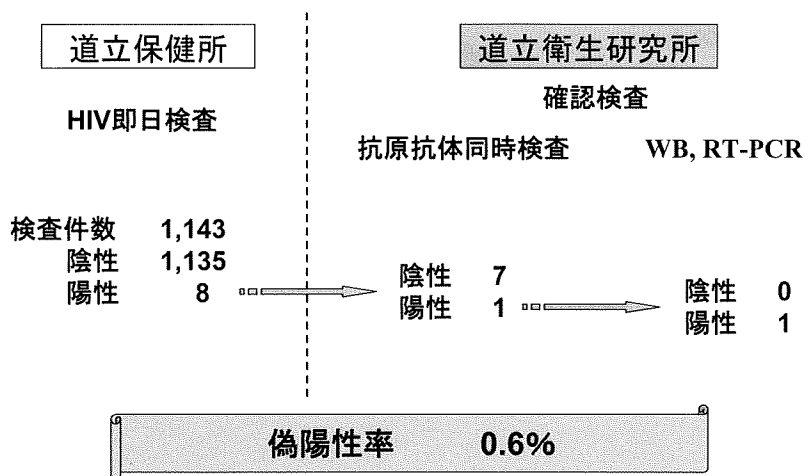 道立保健所
HIV即日検査
検査件数 1,143
陰性 1,135
陽性 8
道立衛生研究所
確認検査
抗原抗体同時検査 WB, RT-PCR
陰性 7
陽性 1
陰性 0
陽性 1
偽陽性率 0.6%